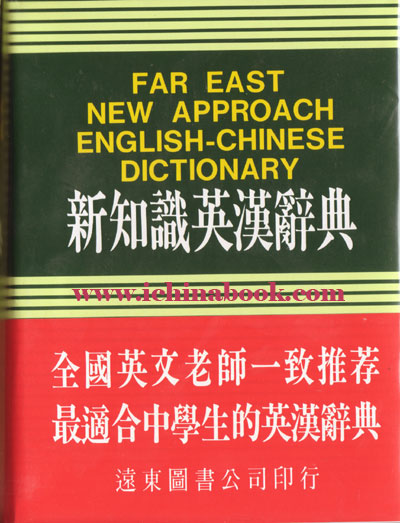 FAR EAST
NEW APPROACH
ENGLISH-CHINESE
DICTIONARY
新知識英漢辭典
www.ichinabook.com
全國英文老師一致推荐
最適合中學生的英漢辭典
遠東圖書公司印行